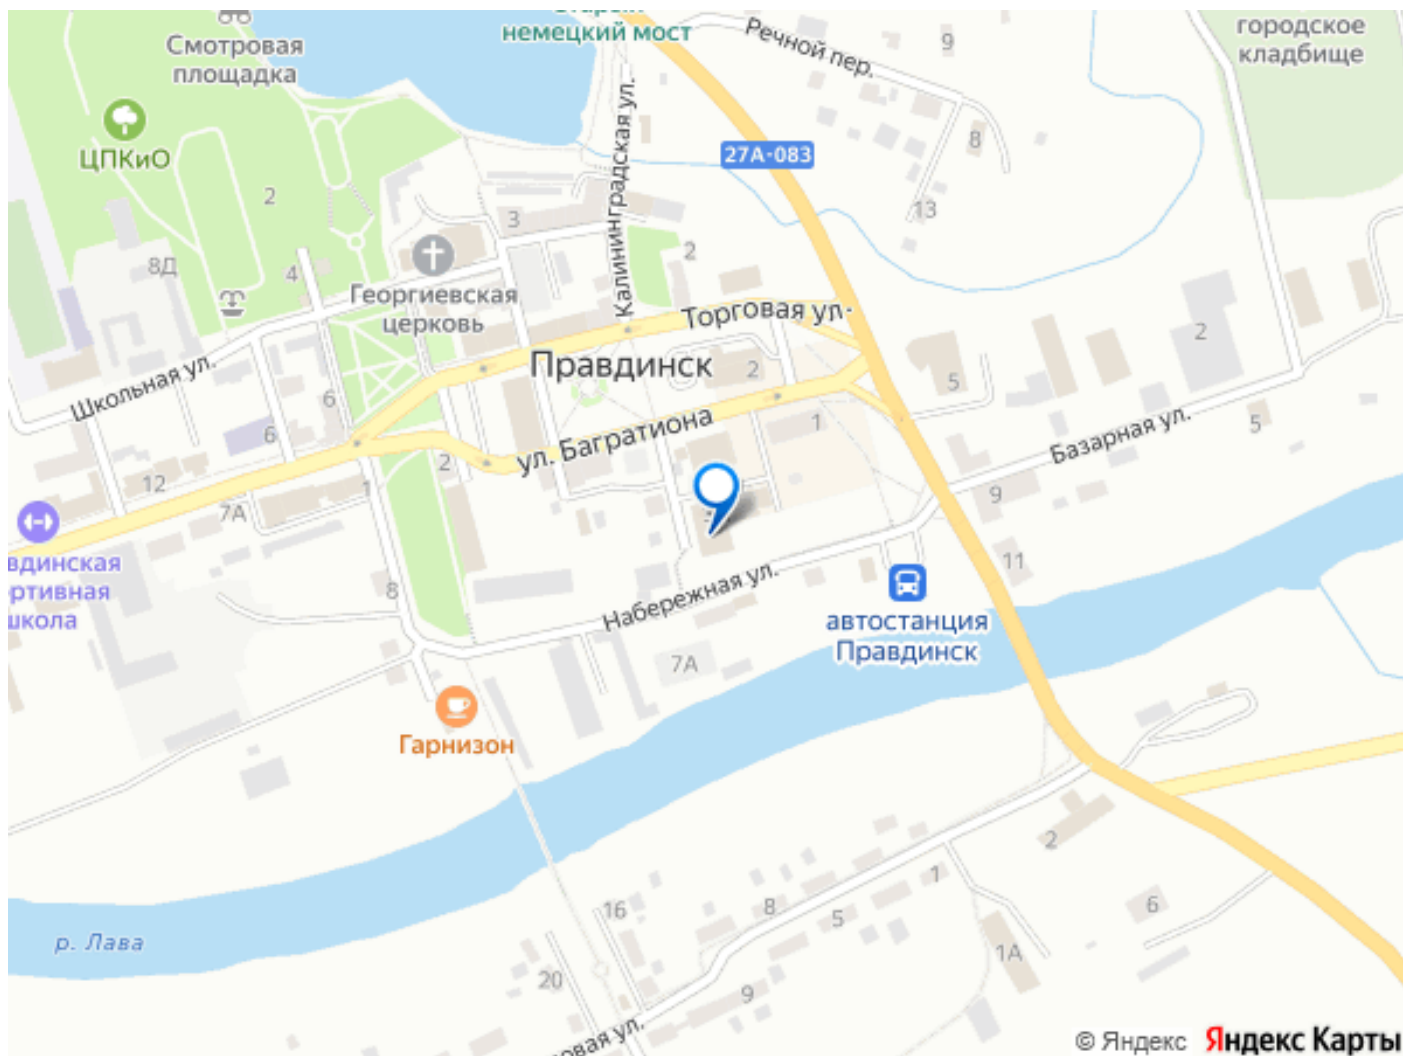 немецкий мост
Смотровая
площадка
Речной пер.
9
городское
кладбище
ЦПКиО
Калининградская ул.
27А-083
8
2
13
3
2
8Д
4
Георгиевская
церковь
Торговая ул.
2
Школьная ул.
Правдинск
2
5
6
6
ул. Багратиона
1
Базарная ул.
5
12
2
1
7А
9
11
8
Набережная ул.
автостанция
Правдинск
7А
Гарнизон
2
1
8
5
6
16
р. Лава
1А
20
9
© Яндекс Яндекс Карты